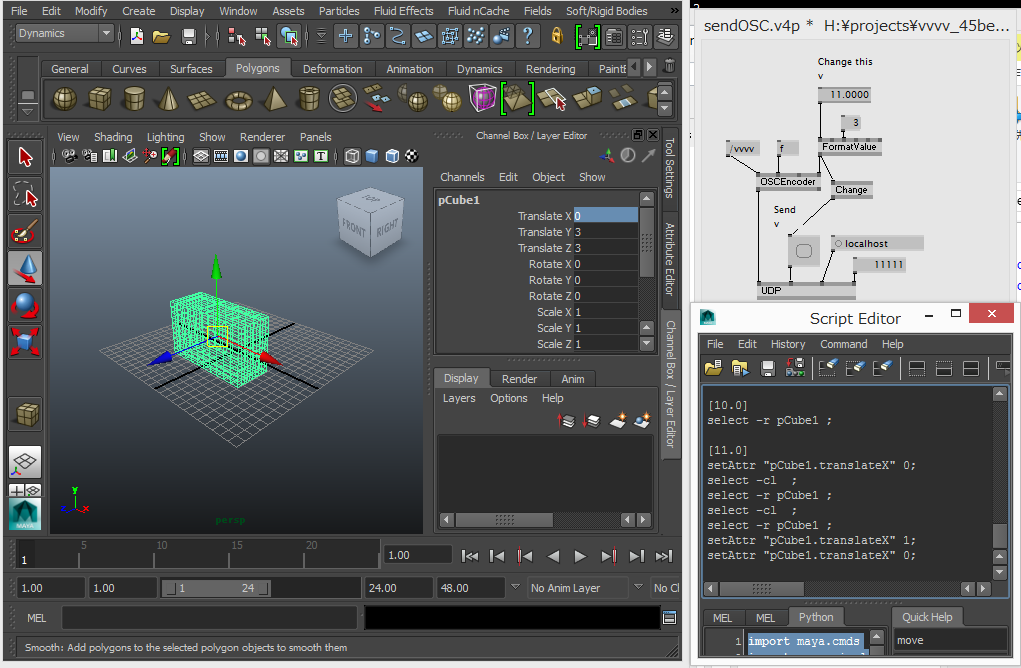 File Edit Modify Create Display Window Assets Particles Fluid Effects Fluid nCache Fields Soft/Rigid Bodies »
Dynamics
General Curves Surfaces Polygons Deformation Animation Dynamics Rendering Paint
View Shading Lighting Show Renderer Panels
FRONT RIGHT
y
persp
Channel Box / Layer Editor
Channels Edit Object Show
pCube1
Translate X 0
Translate Y 3
Translate Z 3
Rotate X 0
Rotate Y 0
Rotate Z 0
Scale X 1
Scale Y 1
Scale Z 1
Display Render Anim
Layers Options Help
Tool Settings
Attribute Editor
Channel Box / Layer Editor
1 5 10 15 20
1.00
1.00 1.00 1 24 24.00 48.00 No Anim Layer No Cl
MEL
Smooth: Add polygons to the selected polygon objects to smooth them
sendOSC.v4p * H:¥projects¥vvvv_45be...
Change this
v
11.0000
3
/vvvv f FormatValue
OSCEncoder
Change
Send
v
localhost
11111
UDP
Script Editor
File Edit History Command Help
[10.0]
select -r pCube1 ;
[11.0]
setAttr "pCube1.translateX" 0;
select -cl  ;
select -r pCube1 ;
select -cl  ;
select -r pCube1 ;
setAttr "pCube1.translateX" 1;
setAttr "pCube1.translateX" 0;
MEL MEL Python Quick Help
1 import maya.cmds
move